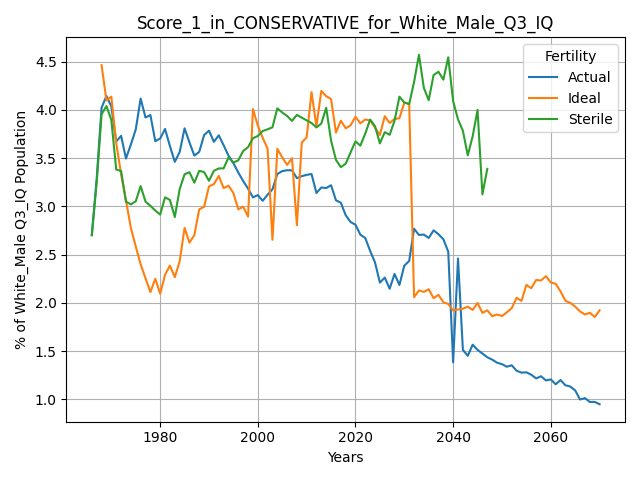 Score_1_in_CONSERVATIVE_for_White_Male_Q3_IQ
% of White_Male Q3_IQ Population
4.5
4.0
3.5
3.0
2.5
2.0
1.5
1.0
Fertility
Actual
Ideal
Sterile
1980
2000
2020
2040
2060
Years